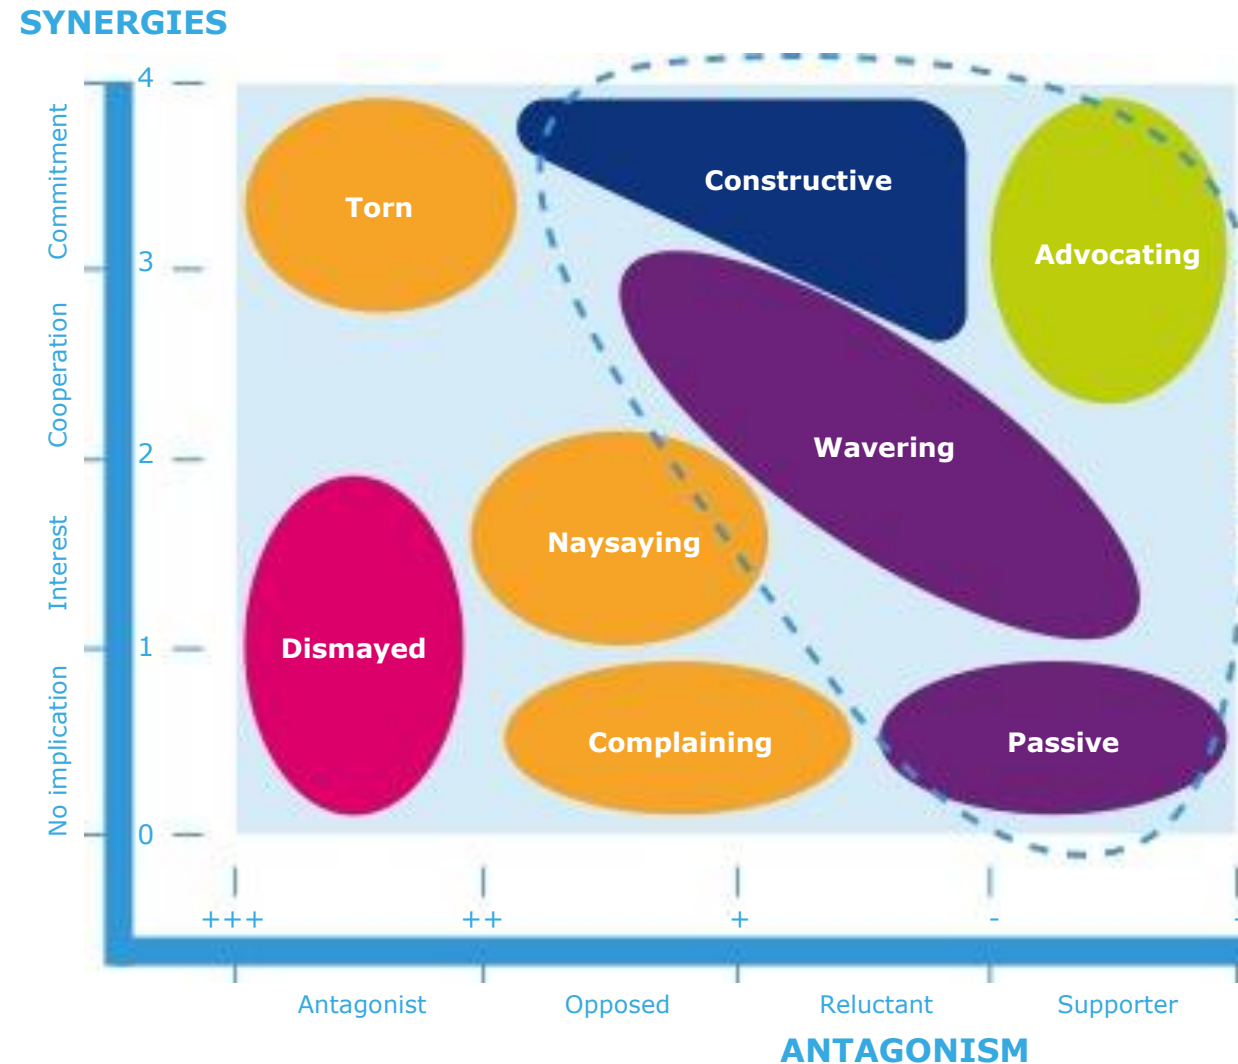 SYNERGIES
4
Commitment
Constructive
Torn
Advocating
3
Cooperation
Wavering
2
Naysaying
Interest
1
Dismayed
Complaining
Passive
No implication
0
+++
++
+
-
Antagonist
Opposed
Reluctant
Supporter
ANTAGONISM